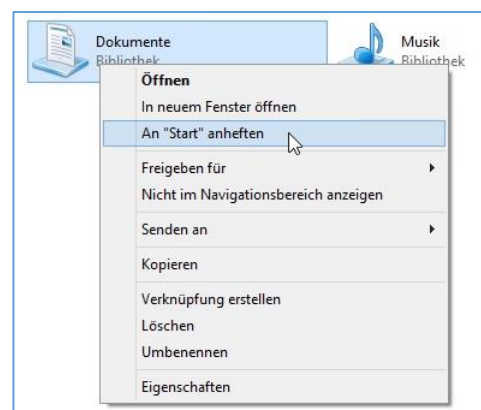 Dokumente
Bibliothek
Musik
Bibliothek
Öffnen
In neuem Fenster öffnen
An "Start" anheften
Freigeben für
Nicht im Navigationsbereich anzeigen
Senden an
Kopieren
Verknüpfung erstellen
Löschen
Umbenennen
Eigenschaften